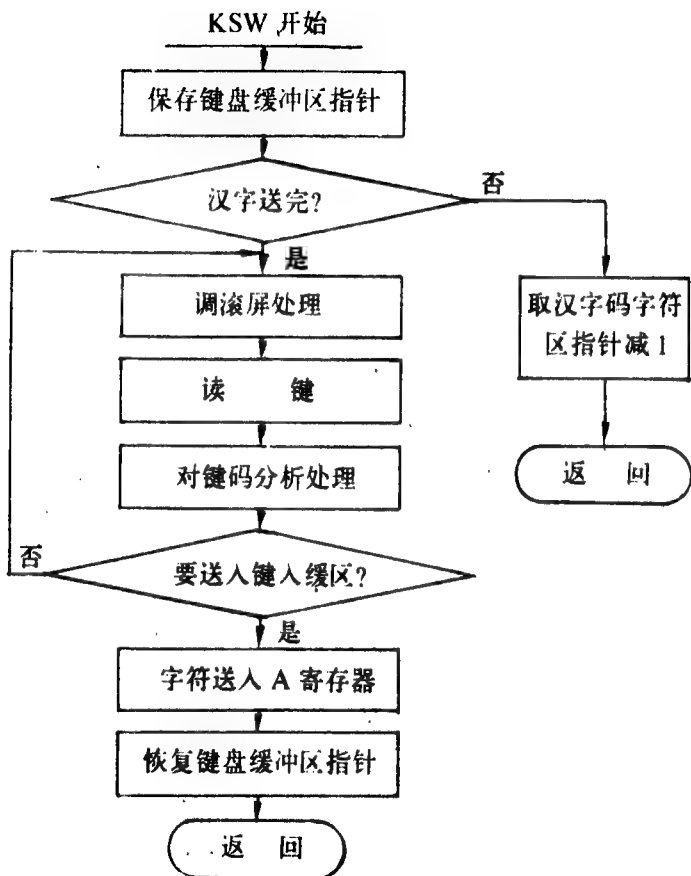 KSW 开始
保存键盘缓冲区指针
汉字送完?
否
是
调滚屏处理
取汉字码字符
区指针减 1
读 键
对键码分析处理
返 回
否
要送入键入缓区?
是
字符送入 A 寄存器
恢复键盘缓冲区指针
返 回